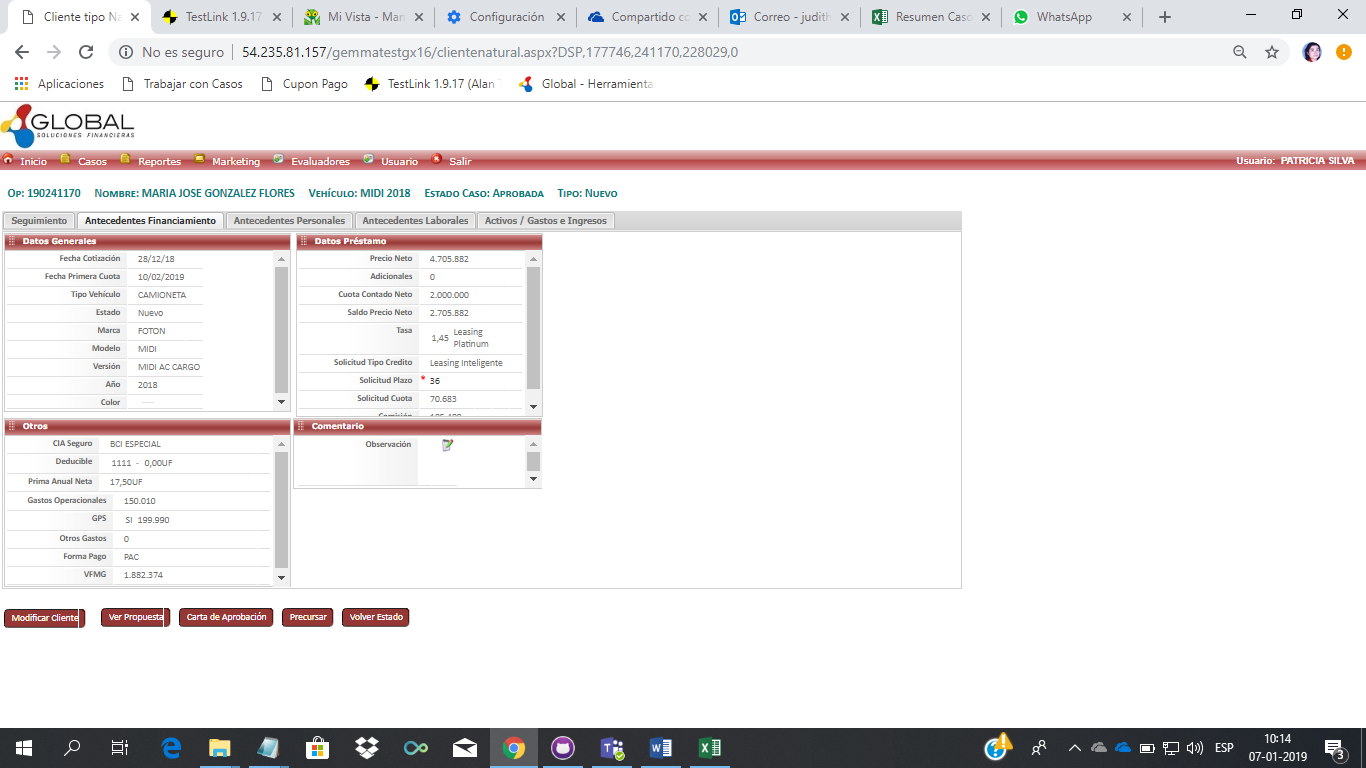 Cliente tipo Na
TestLink 1.9.17
Mi Vista - Man
Configuración
Compartido co
Correo - judith
Resumen Caso
WhatsApp
No es seguro
54.235.81.157/gemmatestgx16/clientenatural.aspx?DSP,177746,241170,228029,0
Aplicaciones
Trabajar con Casos
Cupon Pago
TestLink 1.9.17 (Alan
Global - Herramienta
GLOBAL
SOLUCIONES FINANCIERAS
Inicio
Casos
Reportes
Marketing
Evaluadores
Usuario
Salir
Usuario: PATRICIA SILVA
OP: 190241170 NOMBRE: MARIA JOSE GONZALEZ FLORES VEHÍCULO: MIDI 2018 ESTADO CASO: APROBADA TIPO: NUEVO
Seguimiento
Antecedentes Financiamiento
Antecedentes Personales
Antecedentes Laborales
Activos / Gastos e Ingresos
Datos Generales
Fecha Cotización 28/12/18
Fecha Primera Cuota 10/02/2019
Tipo Vehículo CAMIONETA
Estado Nuevo
Marca FOTON
Modelo MIDI
Versión MIDI AC CARGO
Año 2018
Color
Datos Préstamo
Precio Neto 4.705.882
Adicionales 0
Cuota Contado Neto 2.000.000
Saldo Precio Neto 2.705.882
Tasa 1,45 Leasing
Platinum
Solicitud Tipo Credito Leasing Inteligente
Solicitud Plazo * 36
Solicitud Cuota 70.683
Otros
CIA Seguro BCI ESPECIAL
Deducible 1111 - 0,00UF
Prima Anual Neta 17,50UF
Gastos Operacionales 150.010
GPS SI 199.990
Otros Gastos 0
Forma Pago PAC
VFMG 1.882.374
Comentario
Observación
Modificar Cliente
Ver Propuesta
Carta de Aprobación
Precursar
Volver Estado
ESP
10:14
07-01-2019
3